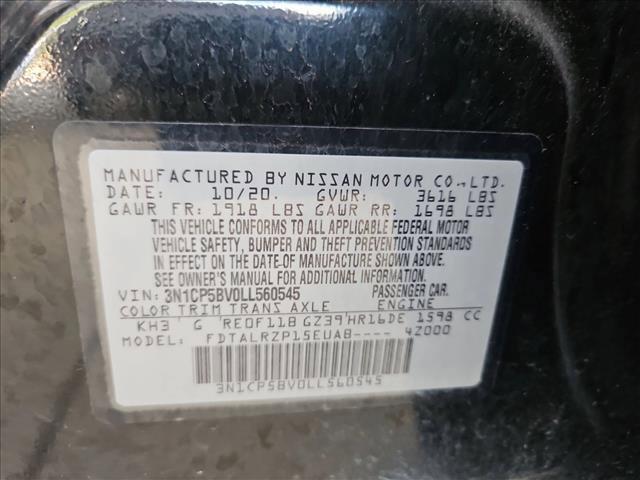 MANUFACTURED BY NISSAN MOTOR CO.,LTD.
DATE: 10/20. GVWR: 3616 LBS
GAWR FR: 1918 LBS GAWR RR: 1698 LBS
THIS VEHICLE CONFORMS TO ALL APPLICABLE FEDERAL MOTOR
VEHICLE SAFETY, BUMPER AND THEFT PREVENTION STANDARDS
IN EFFECT ON THE DATE OF MANUFACTURE SHOWN ABOVE.
SEE OWNER'S MANUAL FOR ADDITIONAL INFORMATION.
VIN: 3N1CP5BV0LL560545 PASSENGER CAR.
COLOR TRIM TRANS AXLE ENGINE
KH3 G RE0F11B GZ39 HR16DE 1598 CC
FDTALRZP15EUAB---- 4Z000
3N1CP5BV0LL560545